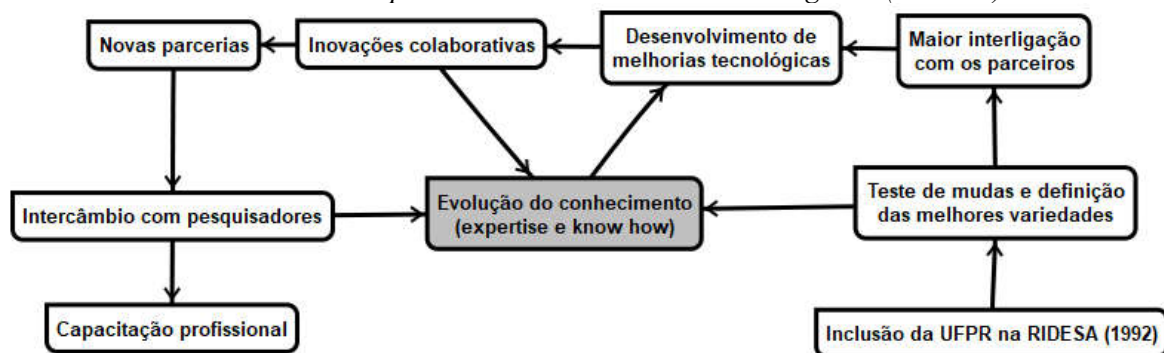 Novas parcerias
Inovações colaborativas
Desenvolvimento de
melhorias tecnológicas
Maior interligação
com os parceiros
Intercâmbio com pesquisadores
Evolução do conhecimento
(expertise e know how)
Teste de mudas e definição
das melhores variedades
Capacitação profissional
Inclusão da UFPR na RIDESA (1992)